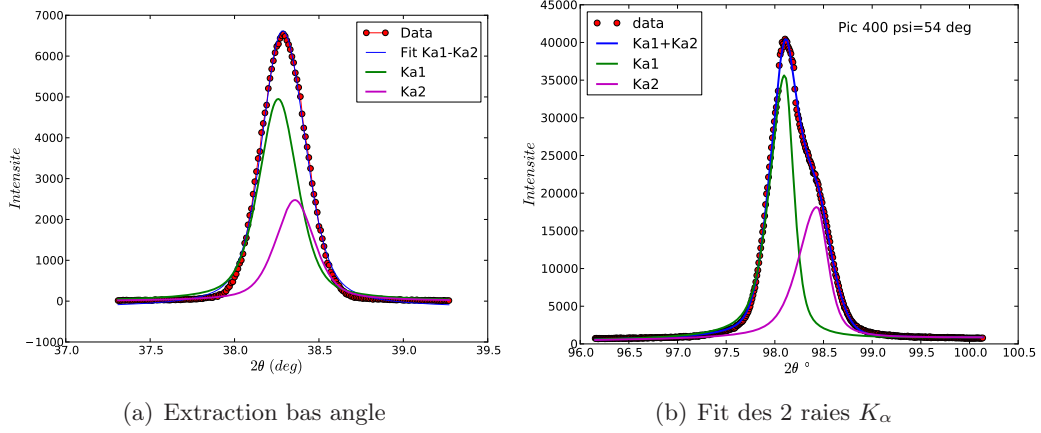 7000
6000
5000
4000
3000
2000
1000
0
−1000
37.0 37.5 38.0 38.5 39.0 39.5
Intensite
2θ (deg)
Data
Fit Ka1-Ka2
Ka1
Ka2
(a) Extraction bas angle
45000
40000
35000
30000
25000
20000
15000
10000
5000
0
96.0 96.5 97.0 97.5 98.0 98.5 99.0 99.5 100.0 100.5
Intensite
2θ °
data
Ka1+Ka2
Ka1
Ka2
Pic 400 psi=54 deg
(b) Fit des 2 raies Kα